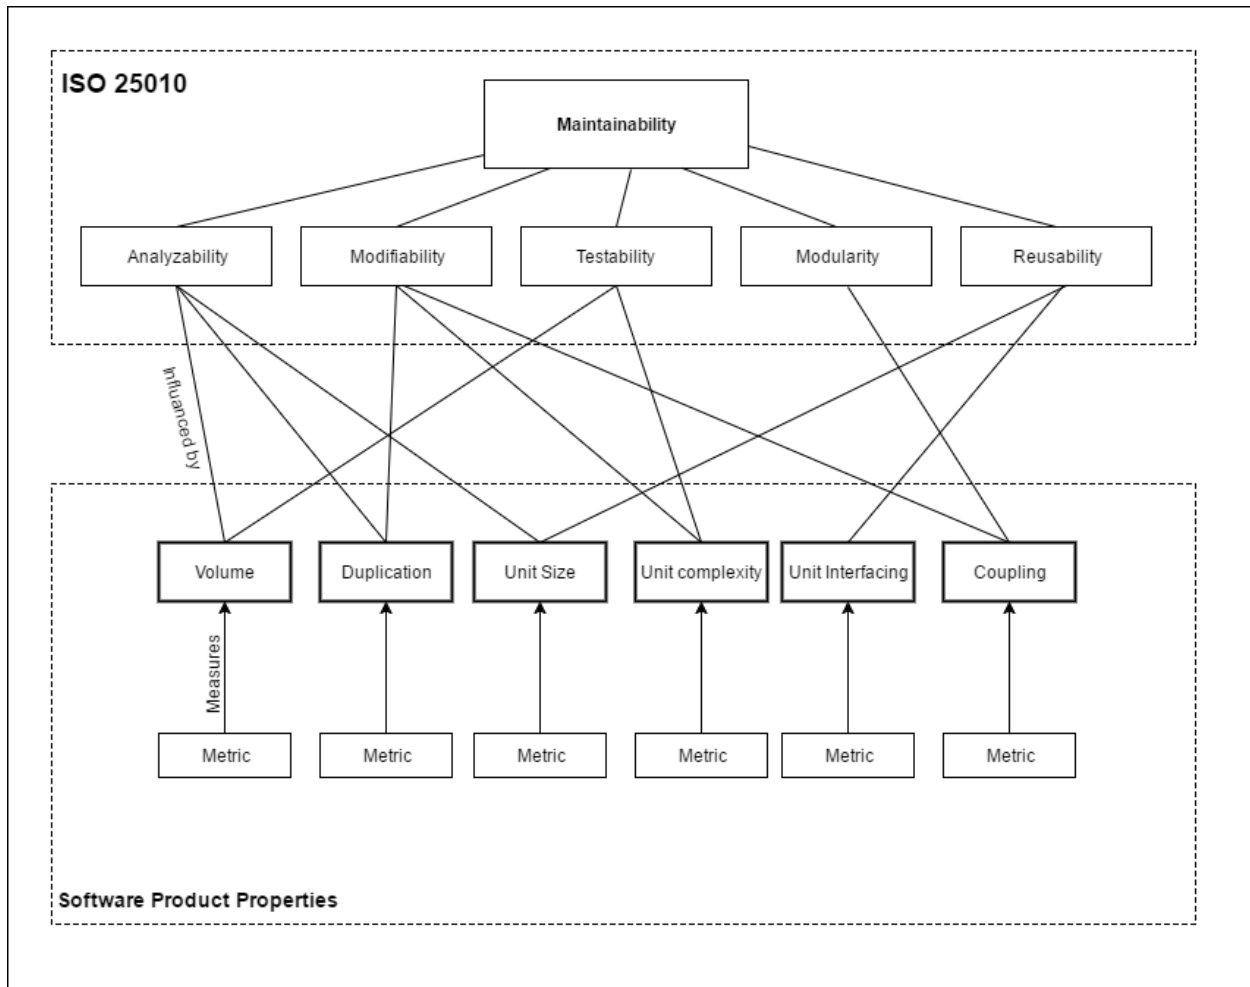 ISO 25010
Maintainability
Analyzability
Modifiability
Testability
Modularity
Reusability
Influanced by
Volume
Duplication
Unit Size
Unit complexity
Unit Interfacing
Coupling
Measures
Metric
Metric
Metric
Metric
Metric
Metric
Software Product Properties